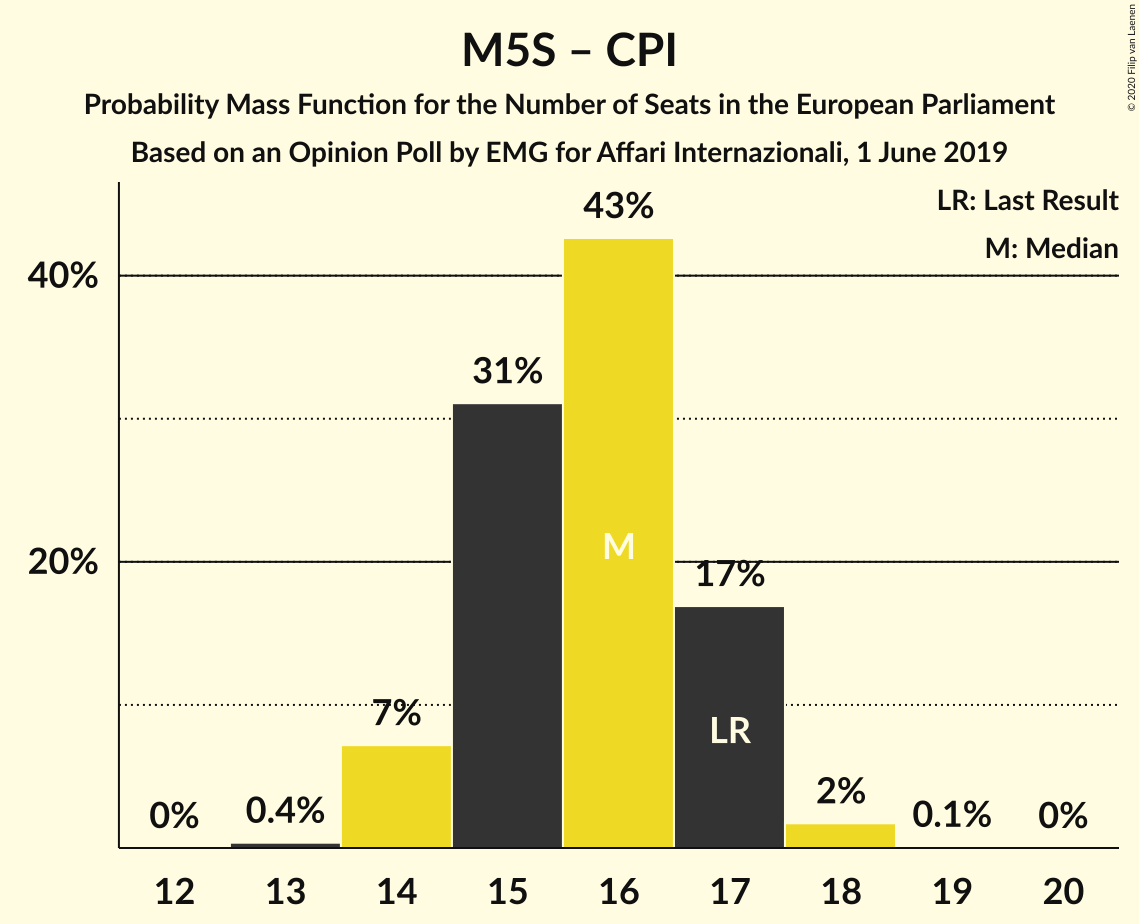 M5S – CPI
Probability Mass Function for the Number of Seats in the European Parliament
Based on an Opinion Poll by EMG for Affari Internazionali, 1 June 2019
© 2020 Filip van Laenen
LR: Last Result
M: Median
40%
20%
0%
0.4%
7%
31%
43%
17%
2%
0.1%
0%
M
LR
12 13 14 15 16 17 18 19 20